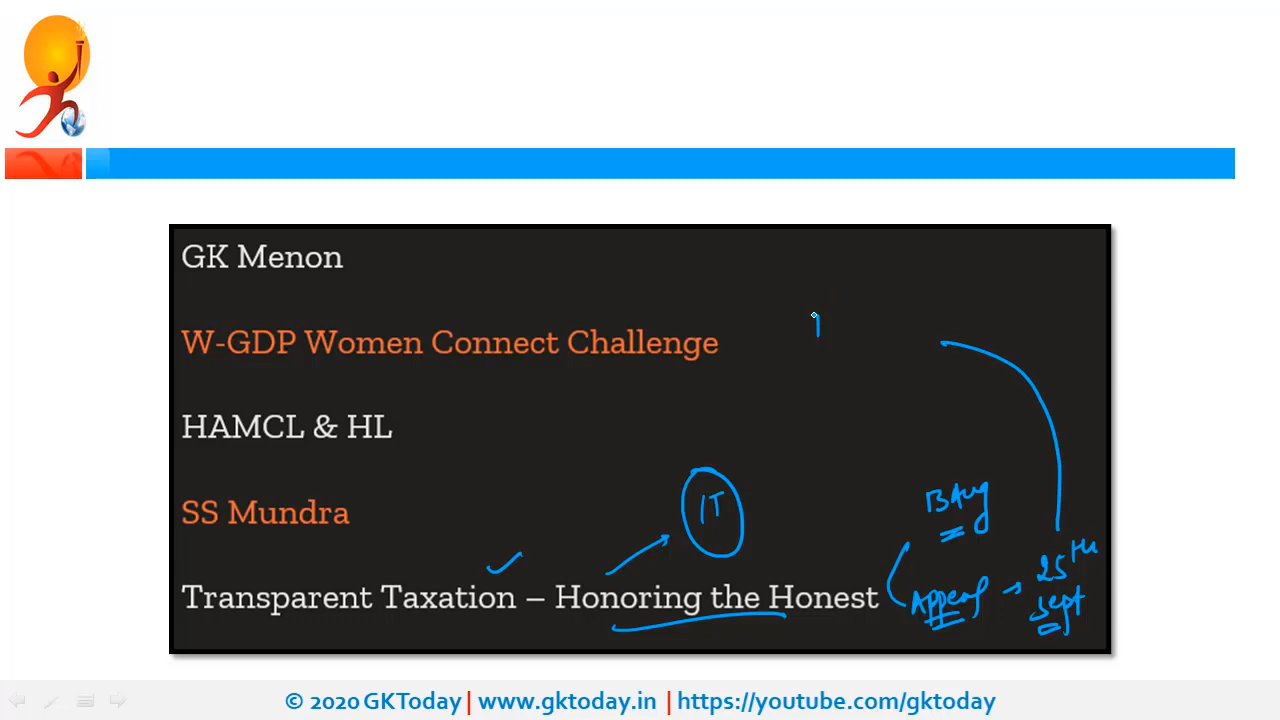 GK Menon
W-GDP Women Connect Challenge
HAMCL & HL
SS Mundra
IT
13 Aug
Transparent Taxation – Honoring the Honest
Appeal
25th
Sept
© 2020 GKToday | www.gktoday.in | https://youtube.com/gktoday